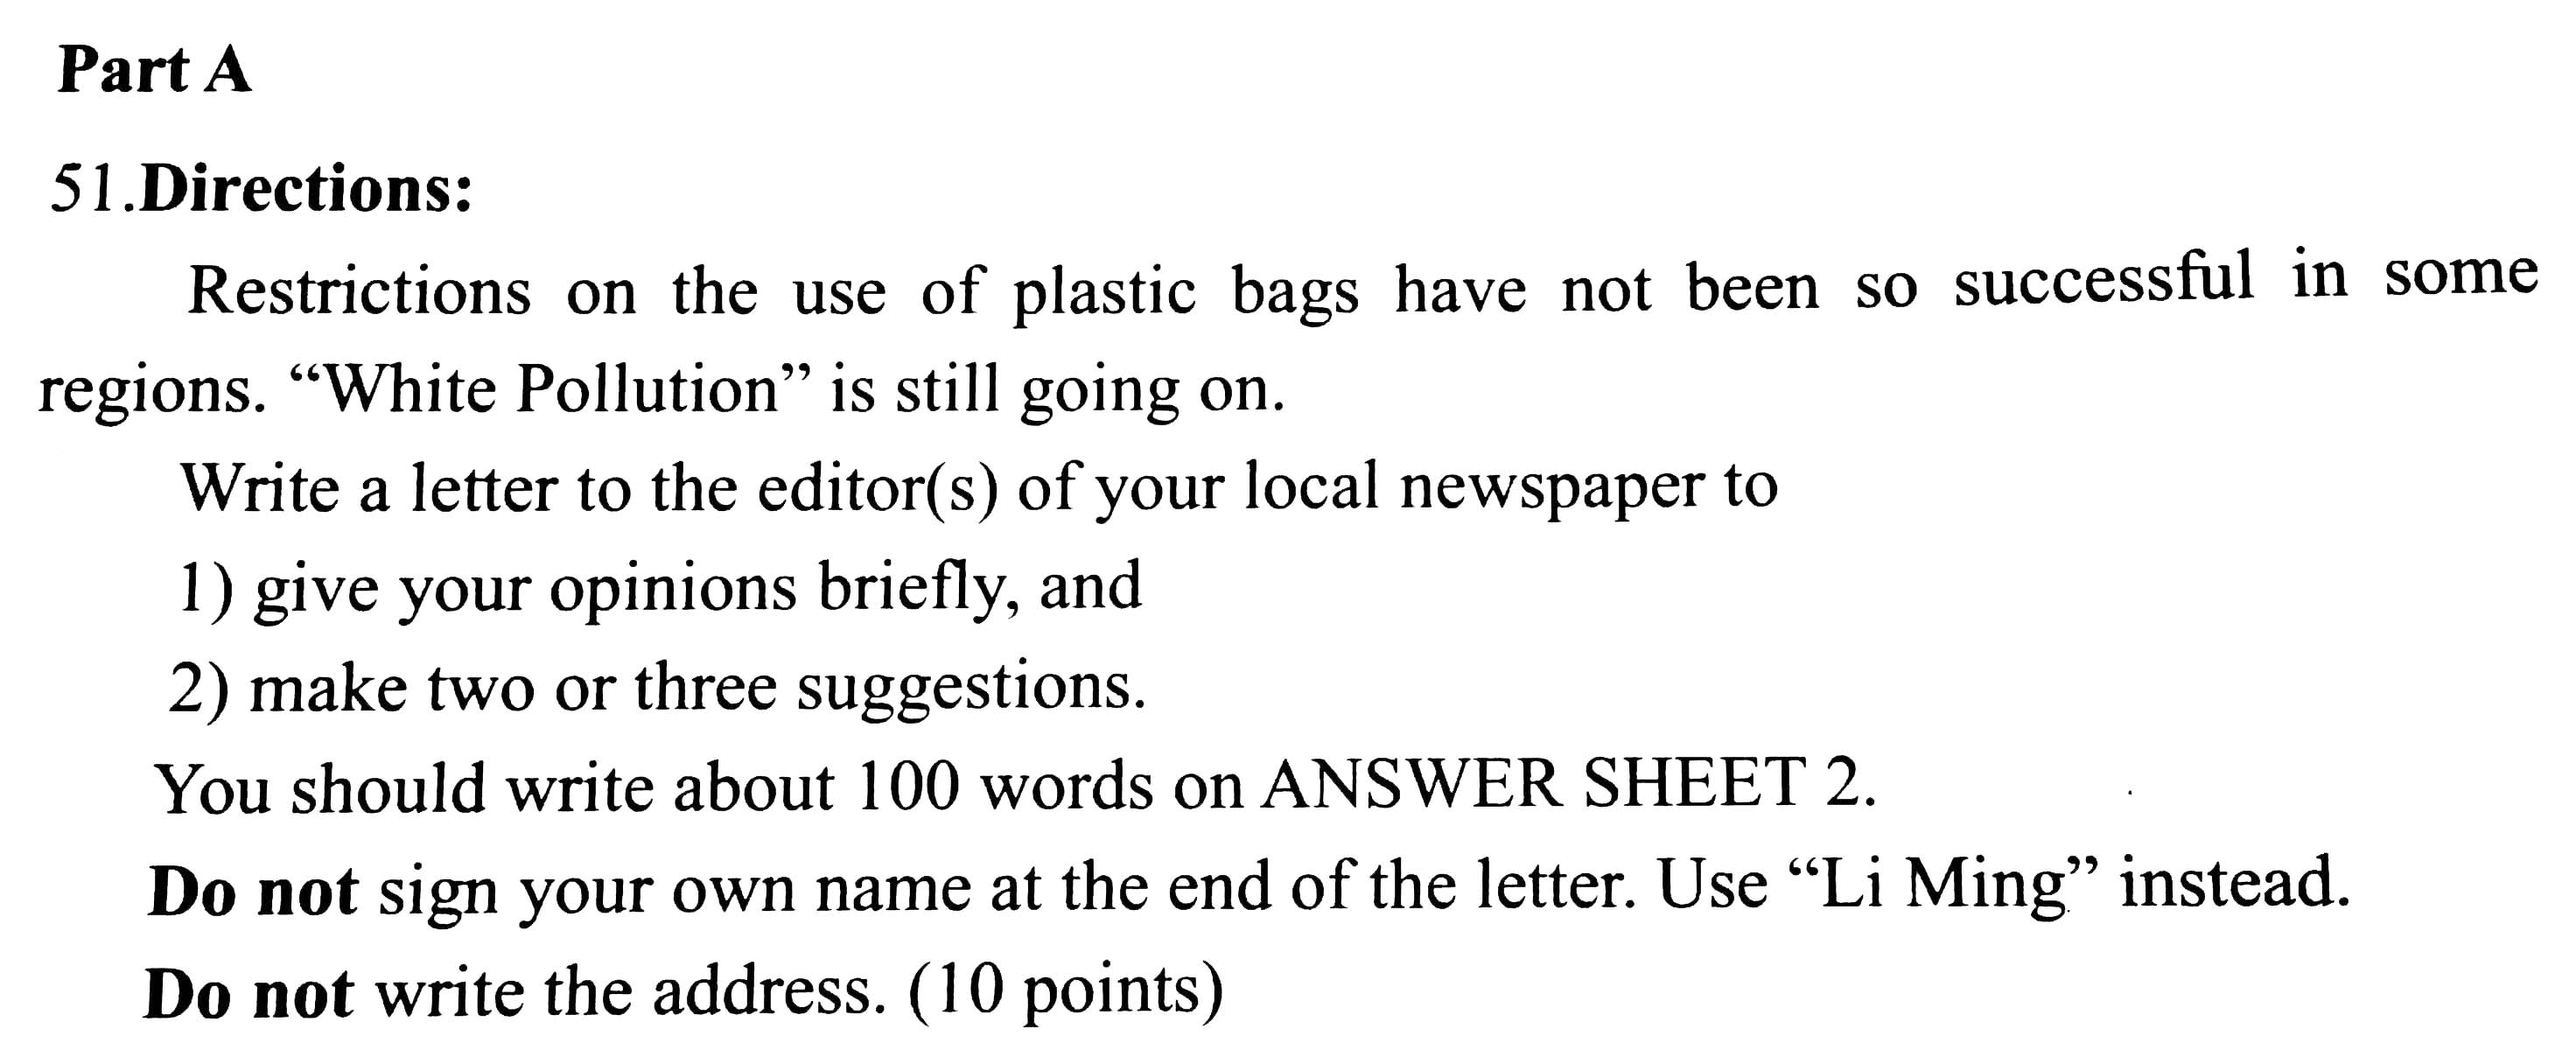 Part A
51.Directions:
Restrictions on the use of plastic bags have not been so successful in some
regions. “White Pollution” is still going on.
Write a letter to the editor(s) of your local newspaper to
1) give your opinions briefly, and
2) make two or three suggestions.
You should write about 100 words on ANSWER SHEET 2.
Do not sign your own name at the end of the letter. Use “Li Ming” instead.
Do not write the address. (10 points)